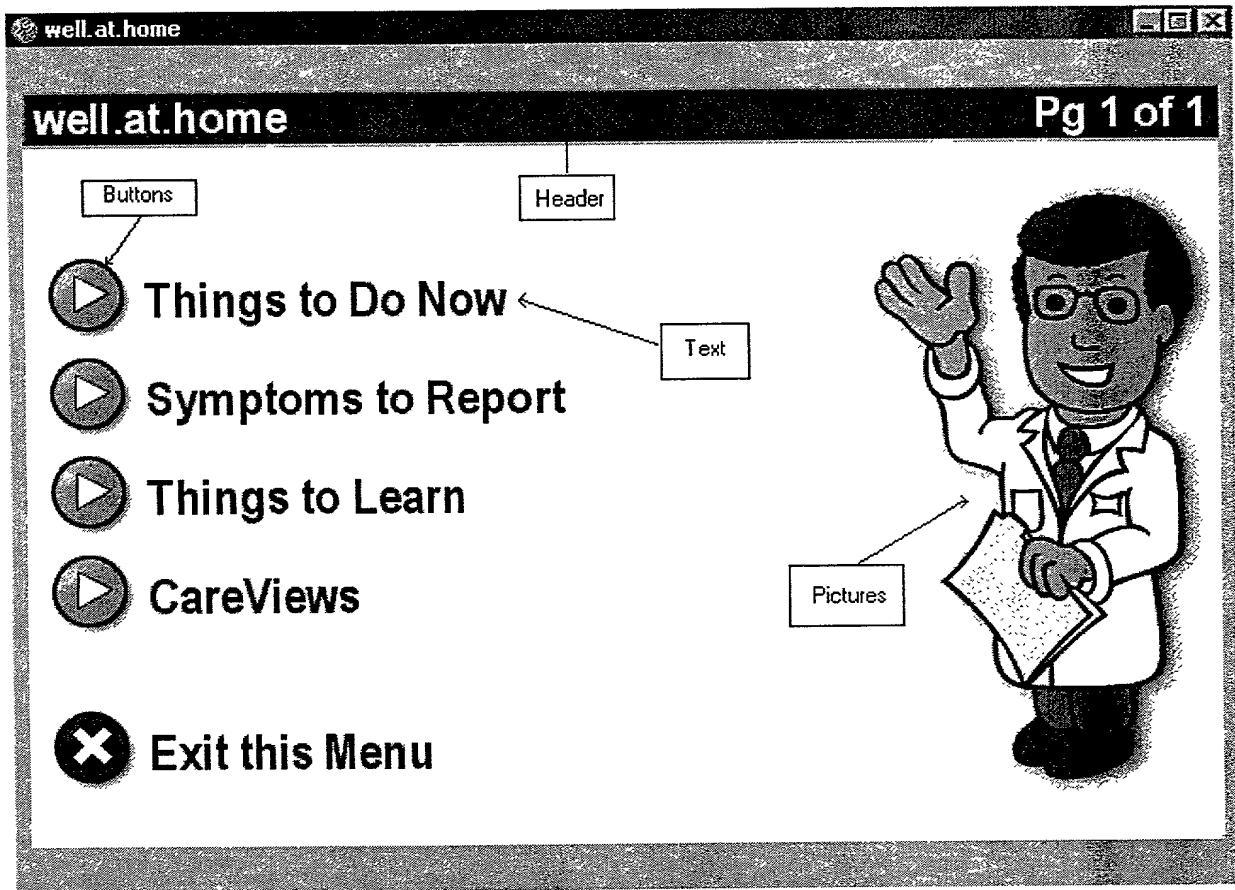 well.at.home
well.at.home Pg 1 of 1
Buttons
Header
Things to Do Now
Text
Symptoms to Report
Things to Learn
CareViews
Pictures
Exit this Menu